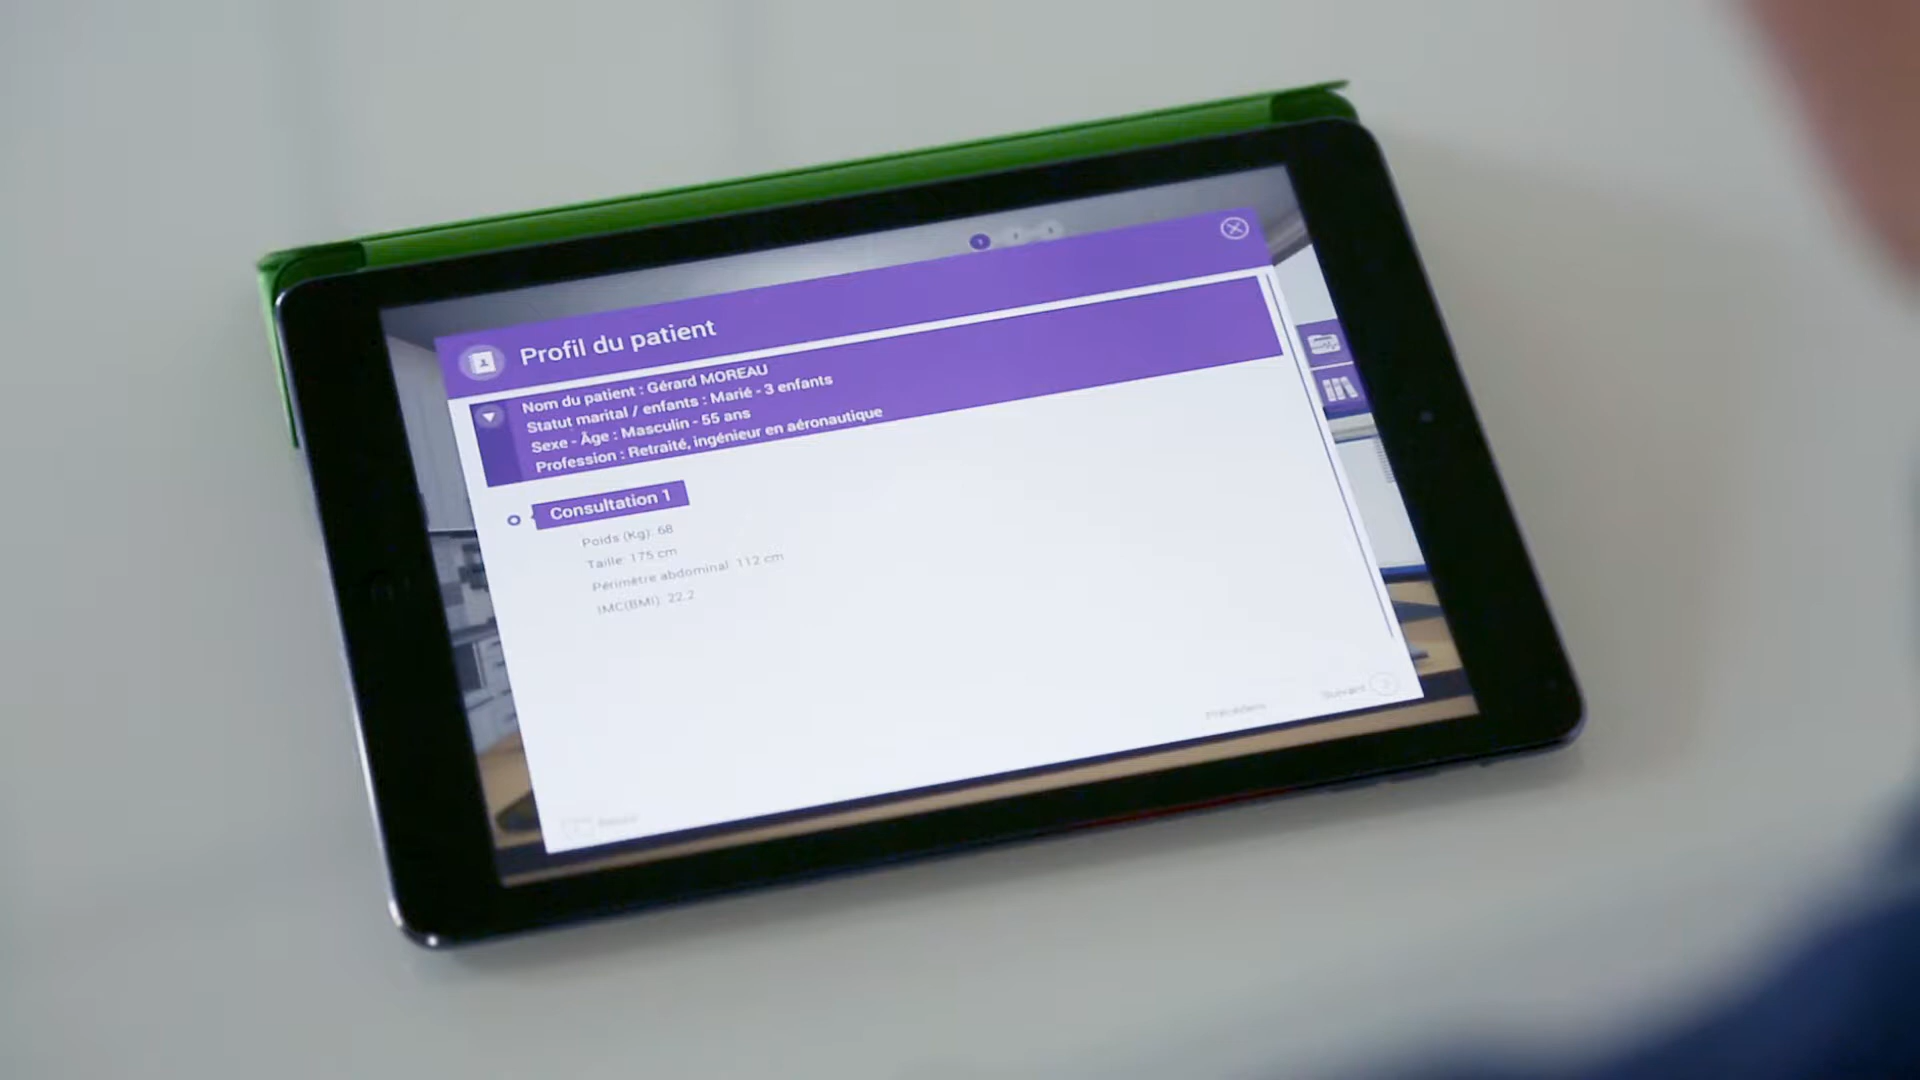 Profil du patient
Nom du patient : Gérard MOREAU
Statut marital / enfants : Marié - 3 enfants
Sexe - Âge : Masculin - 55 ans
Profession : Retraité, ingénieur en aéronautique
Consultation 1
Poids (Kg): 68
Taille: 175 cm
Périmètre abdominal: 112 cm
IMC(BMI): 22,2
Suivant